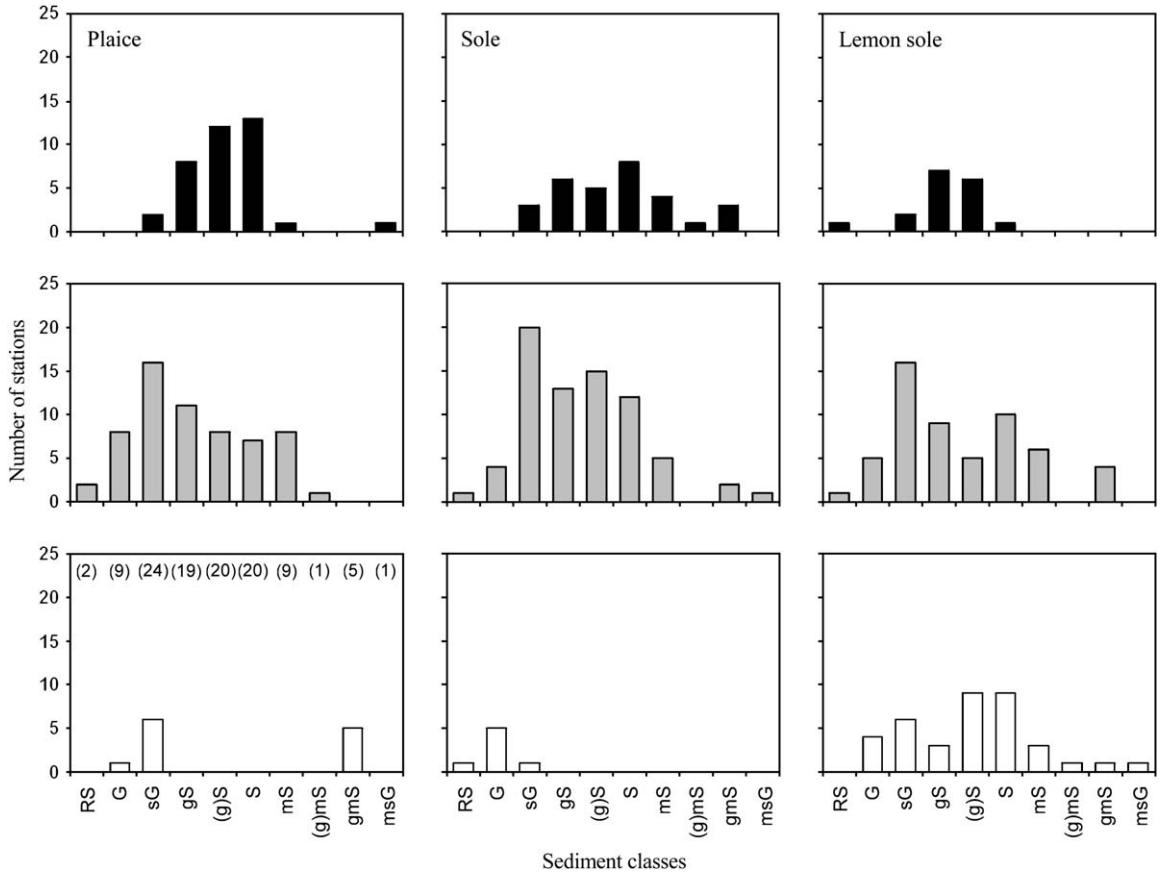 Plaice
Sole
Lemon sole
25
20
15
10
5
0
25
20
15
10
5
0
25
20
15
10
5
0
Number of stations
(2) (9) (24) (19) (20) (20) (9) (1) (5) (1)
RS G sG gS (g)S S mS (g)mS gmS msG
RS G sG gS (g)S S mS (g)mS gmS msG
RS G sG gS (g)S S mS (g)mS gmS msG
Sediment classes